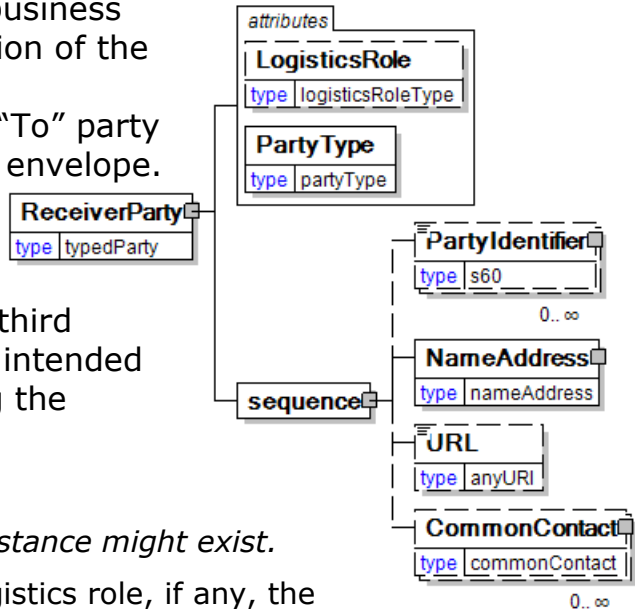 usiness
ion of the
“To” party
envelope.
third
intended
g the
stance might exist.
gistics role, if any, the
attributes
LogisticsRole
type logisticsRoleType
PartyType
type partyType
ReceiverParty
type typedParty
sequence
PartyIdentifier
type s60
0.. ∞
NameAddress
type nameAddress
URL
type anyURI
CommonContact
type commonContact
0.. ∞